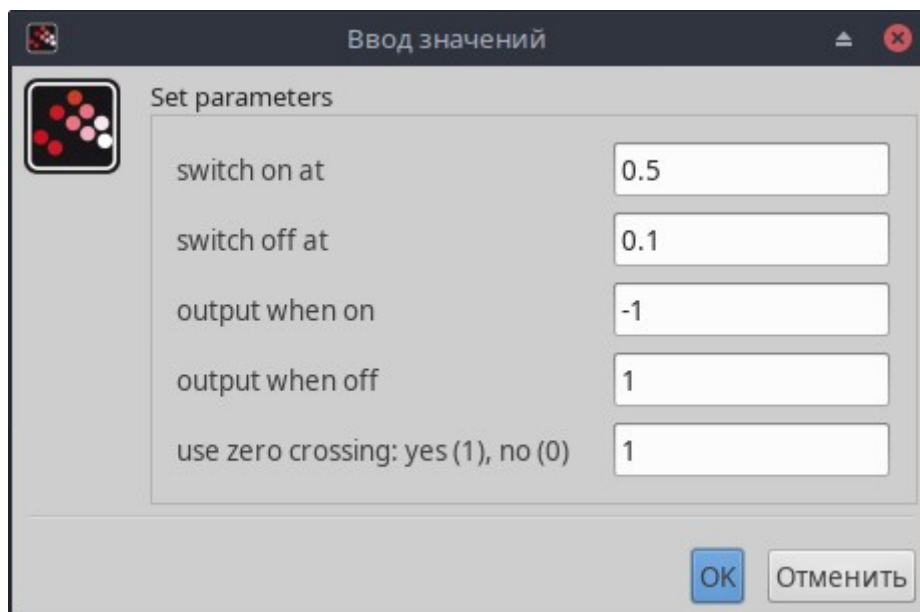 Ввод значений
Set parameters
switch on at 0.5
switch off at 0.1
output when on -1
output when off 1
use zero crossing: yes (1), no (0) 1
OK Отменить